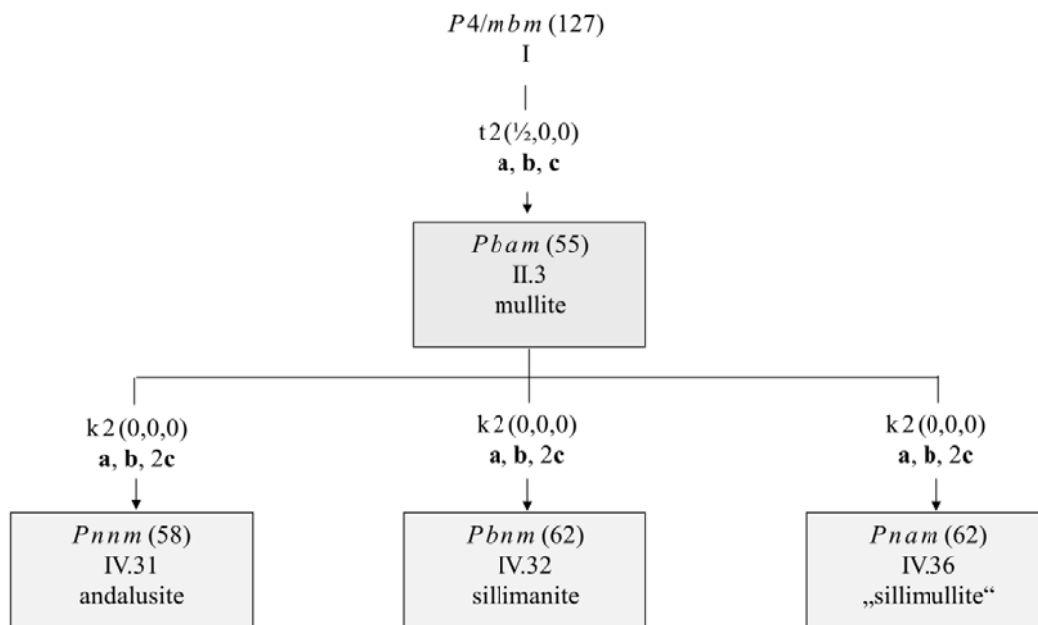 P4/mbm (127)
I
t2(½,0,0)
a, b, c
Pbam (55)
II.3
mullite
k2(0,0,0)
a, b, 2c
k2(0,0,0)
a, b, 2c
k2(0,0,0)
a, b, 2c
Pnnm (58)
IV.31
andalusite
Pbnm (62)
IV.32
sillimanite
Pnam (62)
IV.36
„sillimullite“